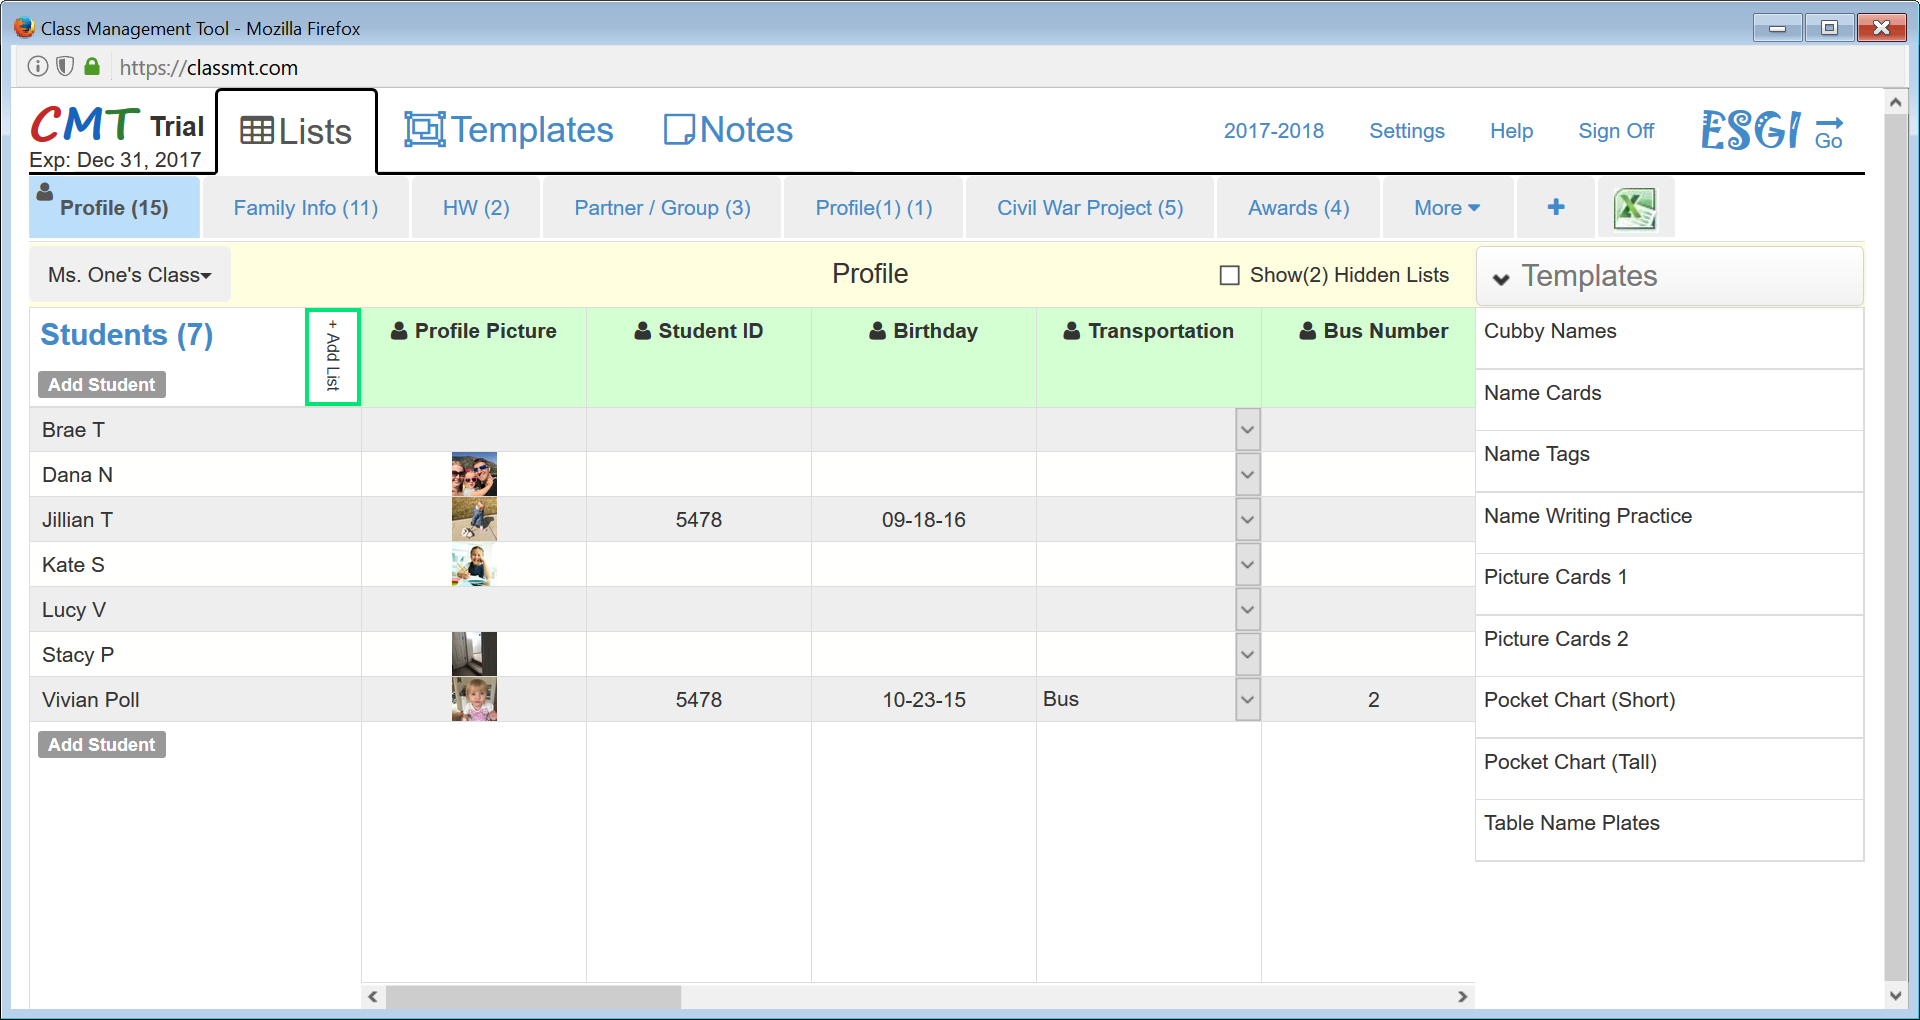 Class Management Tool - Mozilla Firefox
https://classmt.com
CMT Trial
Exp: Dec 31, 2017
Lists
Templates
Notes
2017-2018
Settings
Help
Sign Off
ESGI
Go
Profile (15)
Family Info (11)
HW (2)
Partner / Group (3)
Profile(1) (1)
Civil War Project (5)
Awards (4)
More
+
Ms. One's Class
Profile
Show(2) Hidden Lists
Templates
Students (7)
Add Student
+ Add List
Profile Picture
Student ID
Birthday
Transportation
Bus Number
Brae T
Dana N
Jillian T 5478 09-18-16
Kate S
Lucy V
Stacy P
Vivian Poll 5478 10-23-15 Bus 2
Add Student
Cubby Names
Name Cards
Name Tags
Name Writing Practice
Picture Cards 1
Picture Cards 2
Pocket Chart (Short)
Pocket Chart (Tall)
Table Name Plates